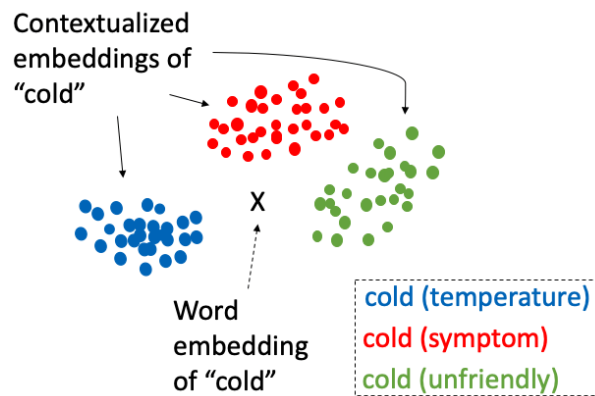 Contextualized
embeddings of
“cold”
X
Word
embedding
of “cold”
cold (temperature)
cold (symptom)
cold (unfriendly)